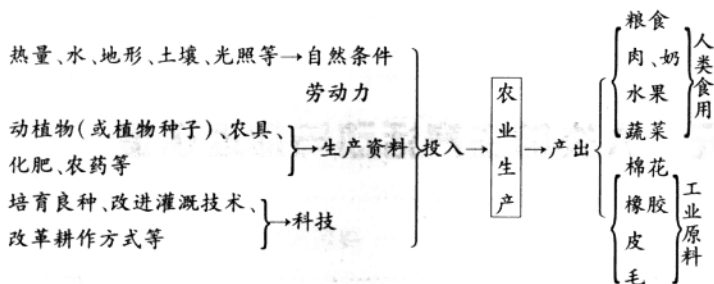 热量、水、地形、土壤、光照等→自然条件
劳动力
动植物(或植物种子)、农具、
化肥、农药等
→生产资料
培育良种、改进灌溉技术、
改革耕作方式等
→科技
投入→
农业生产
→产出
粮食
肉、奶
水果
蔬菜
棉花
橡胶
皮
毛
人类食用
工业原料